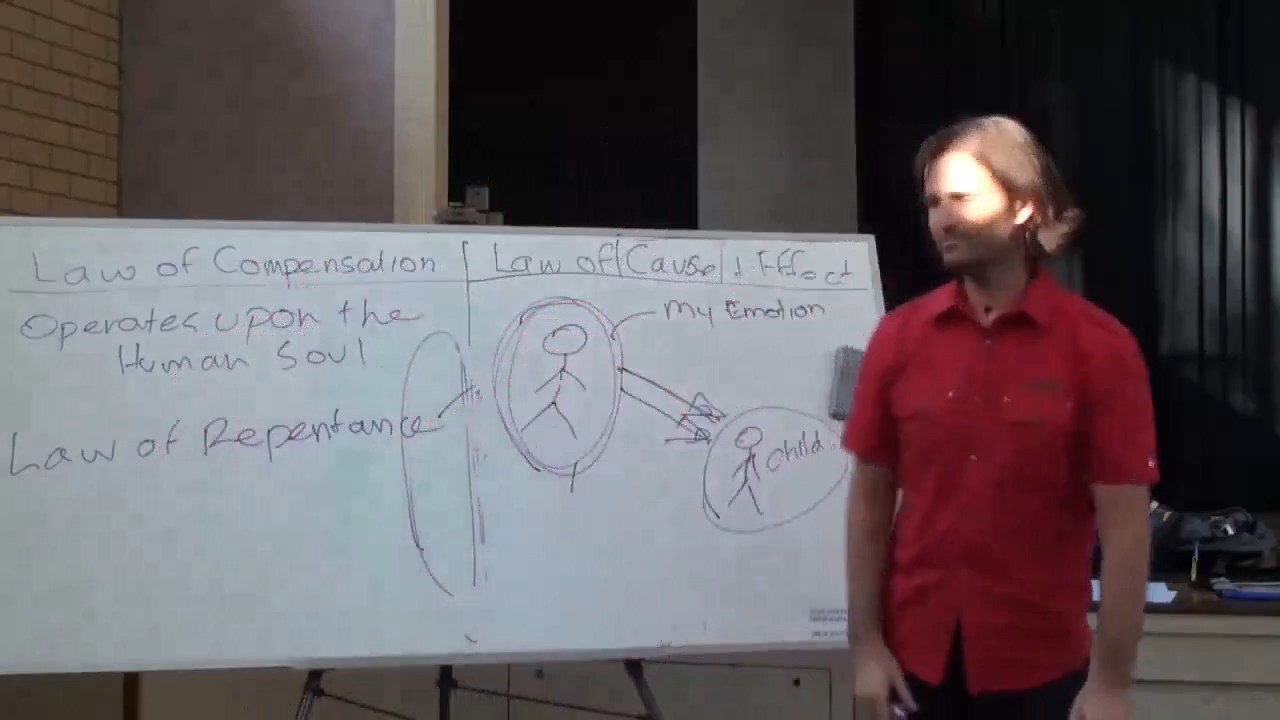 Law of Compensation
Operates upon the
Human Soul
Law of Repentance
Law of Cause + Effect
My Emotion
Child